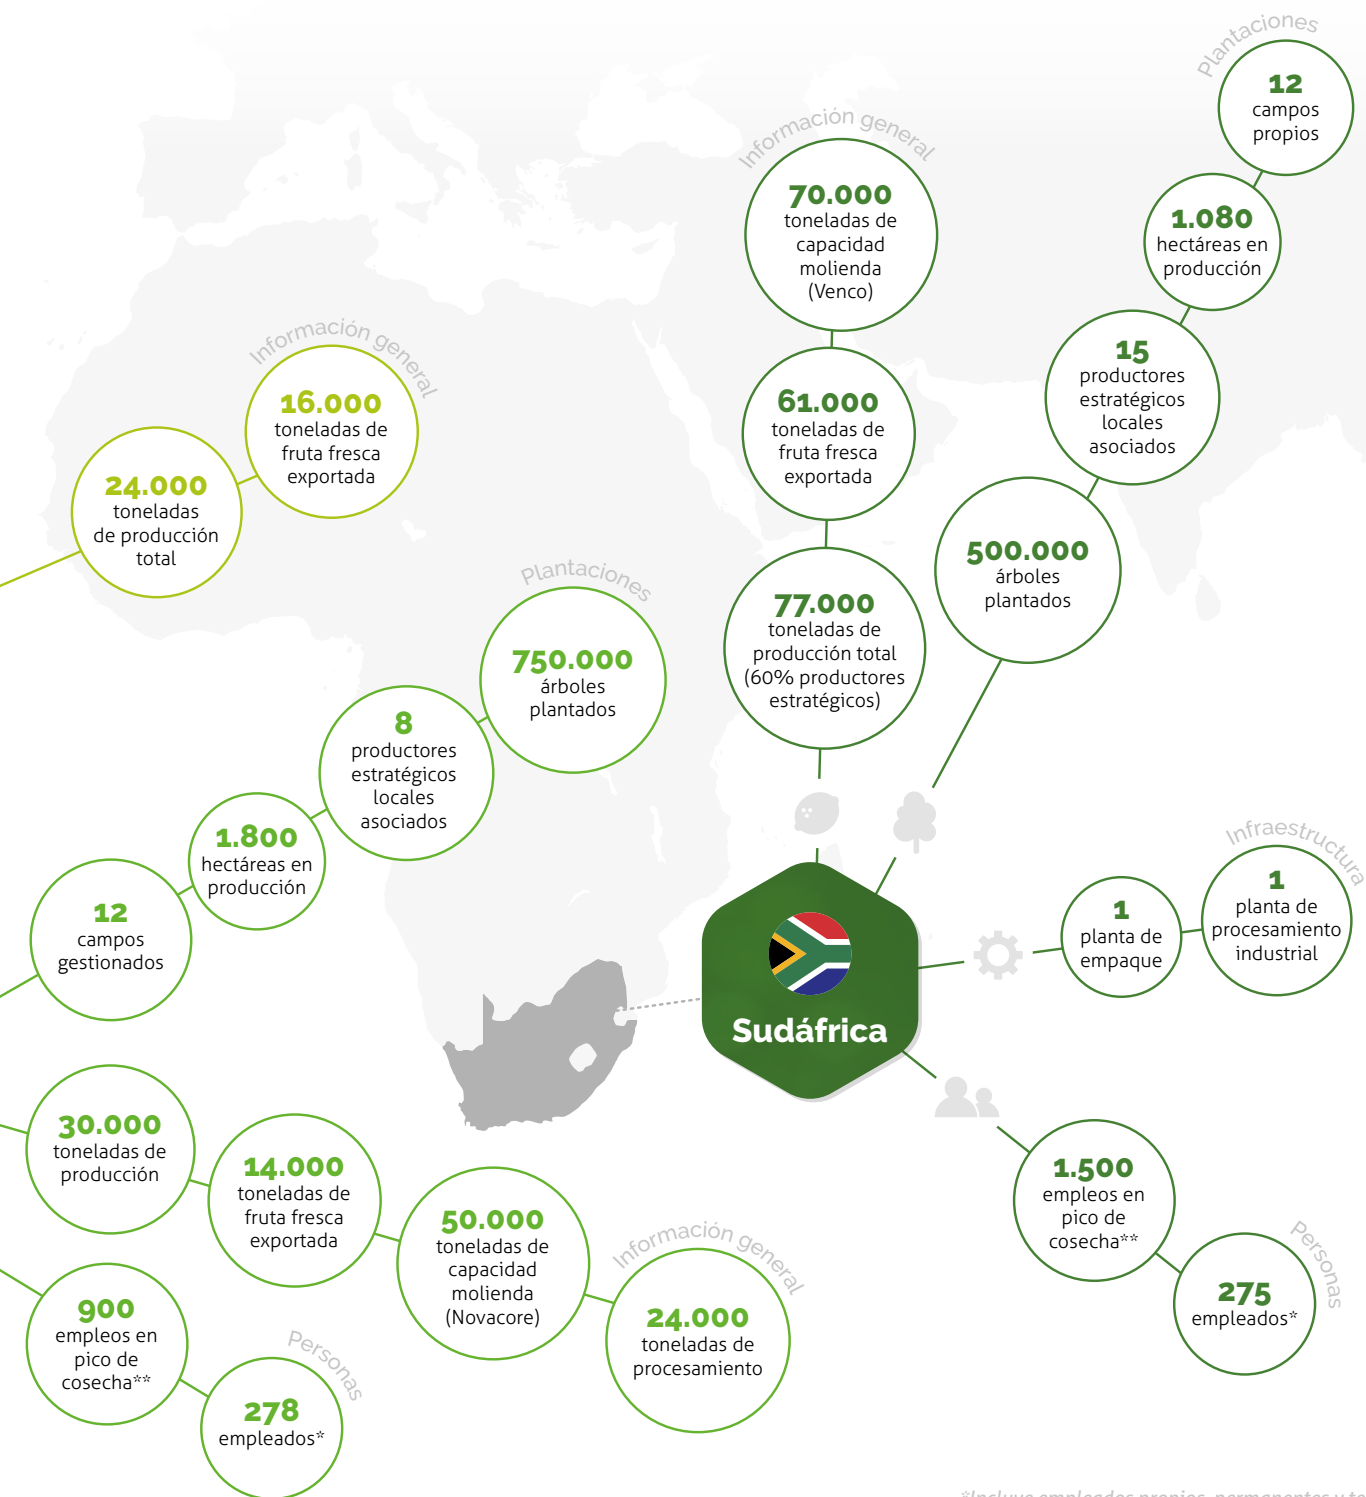 Plantaciones
12
campos
propios
1.080
hectáreas en
producción
15
productores
estratégicos
locales
asociados
500.000
árboles
plantados
Información general
70.000
toneladas de
capacidad
molienda
(Venco)
61.000
toneladas de
fruta fresca
exportada
77.000
toneladas de
producción total
(60% productores
estratégicos)
Información general
16.000
toneladas de
fruta fresca
exportada
24.000
toneladas
de producción
total
Plantaciones
750.000
árboles
plantados
8
productores
estratégicos
locales
asociados
1.800
hectáreas en
producción
12
campos
gestionados
Sudáfrica
Infraestructura
1
planta de
empaque
1
planta de
procesamiento
industrial
30.000
toneladas de
producción
14.000
toneladas de
fruta fresca
exportada
50.000
toneladas de
capacidad
molienda
(Novacore)
Información general
24.000
toneladas de
procesamiento
900
empleos en
pico de
cosecha**
Personas
278
empleados*
1.500
empleos en
pico de
cosecha**
Personas
275
empleados*
*Incluye empleados propios, permanentes y te